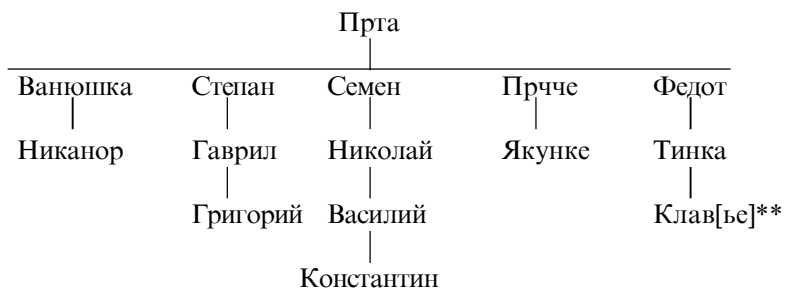 Прта
Ванюшка Степан Семен Прчче Федот
Никанор Гаврил Николай Якунке Тинка
Григорий Василий Клав[ье]**
Константин